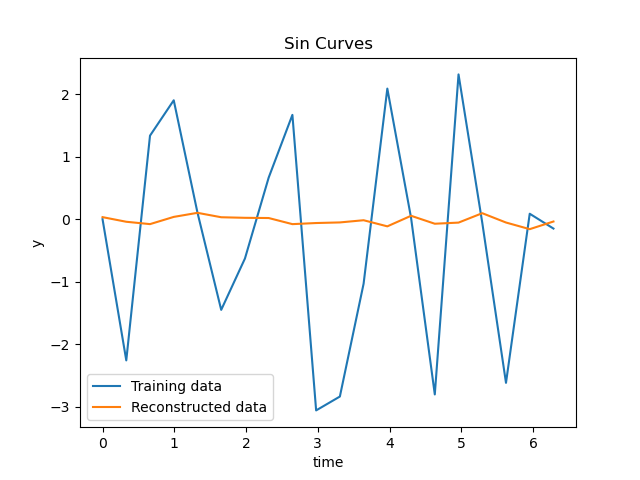 Sin Curves
2
1
0
−1
−2
−3
y
Training data
Reconstructed data
0 1 2 3 4 5 6
time